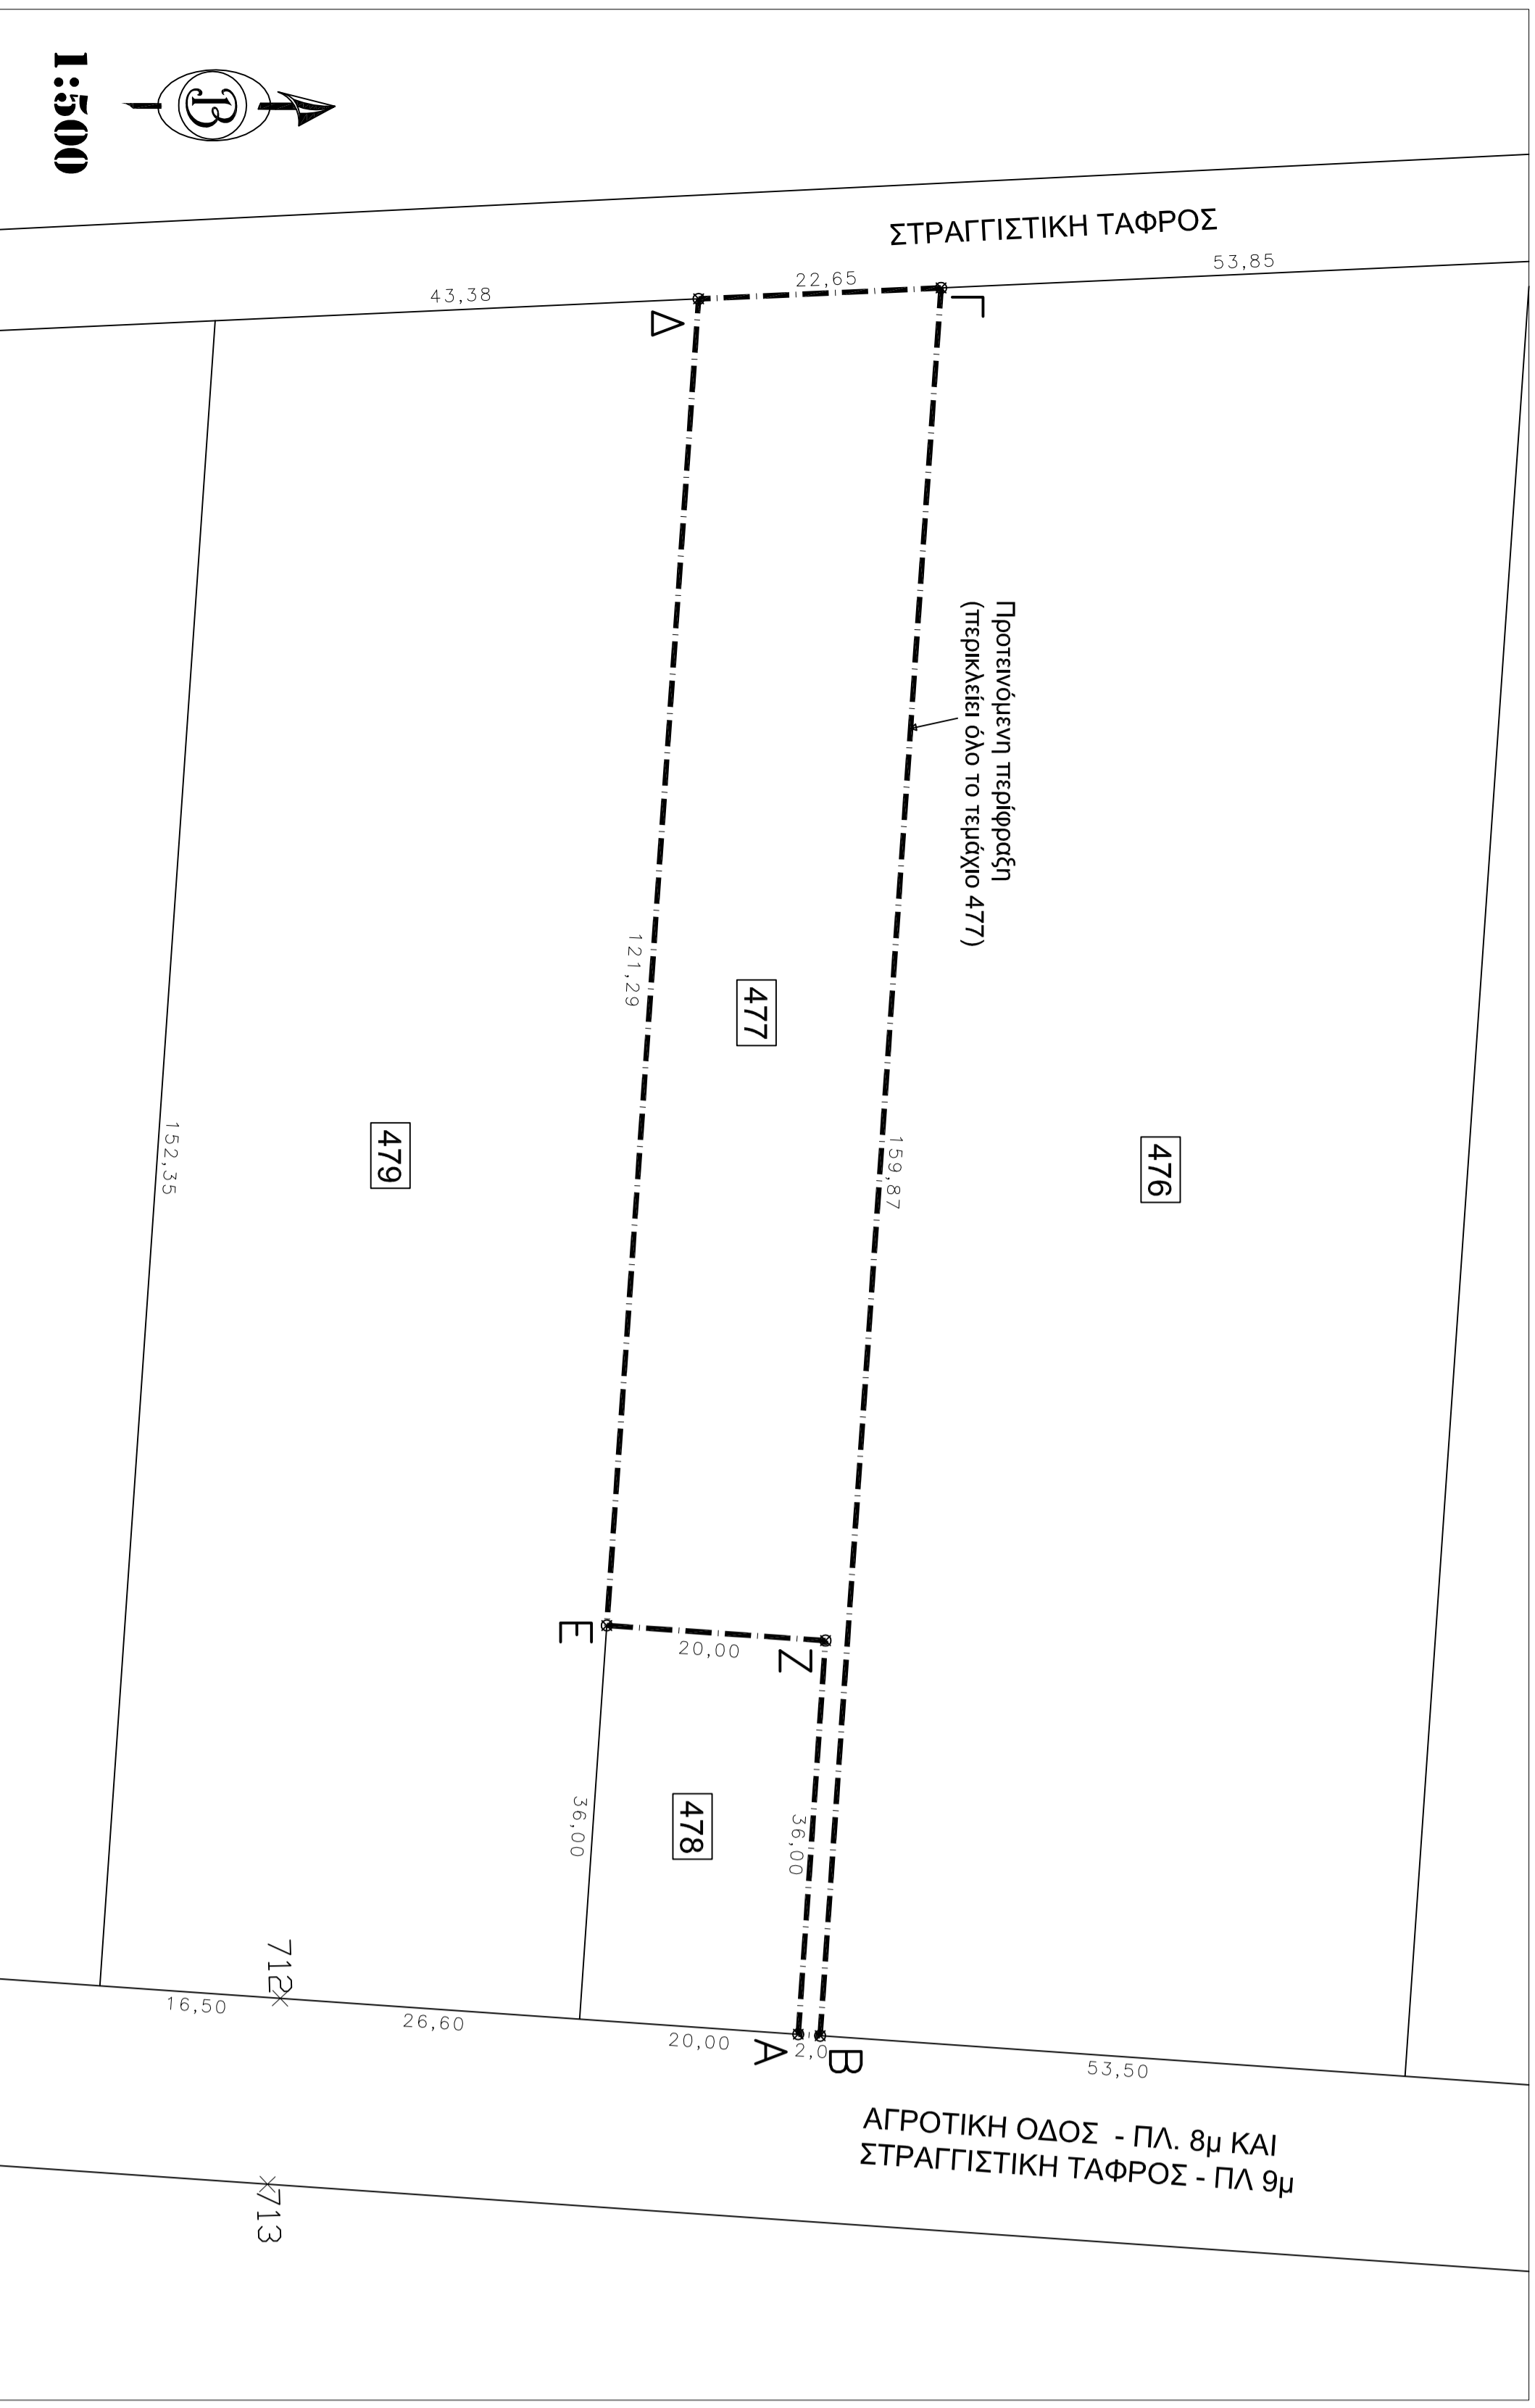 1:500
B
ΣΤΡΑΓΓΙΣΤΙΚΗ ΤΑΦΡΟΣ
53,85
22,65
43,38
Γ
Δ
Προτεινόμενη περίφραξη
(περικλείει όλο το τεμάχιο 477)
121,29
477
159,87
476
479
152,35
E
20,00
Z
36,00
478
36,00
712
16,50
26,60
20,00
A
2,0
B
53,50
ΑΓΡΟΤΙΚΗ ΟΔΟΣ - ΠΛ. 8μ ΚΑΙ
ΣΤΡΑΓΓΙΣΤΙΚΗ ΤΑΦΡΟΣ - ΠΛ 9μ
713